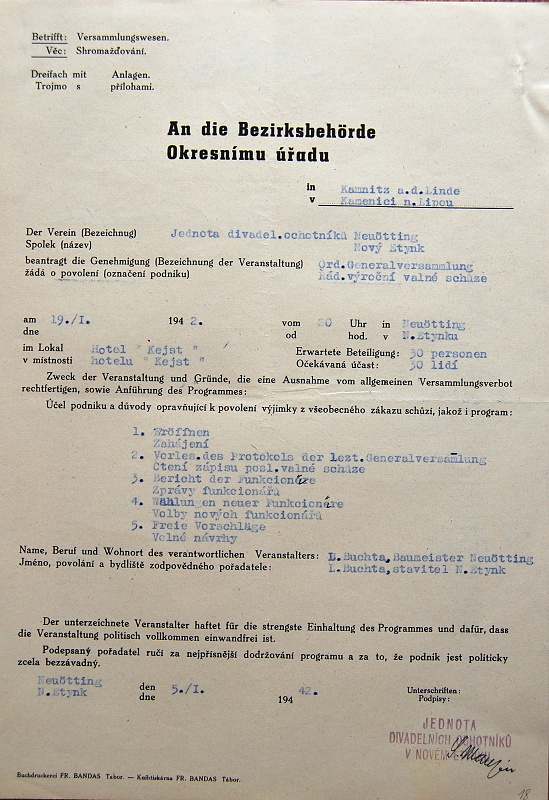 Betrifft: Versammlungswesen.
Věc: Shromažďování.
Dreifach mit Anlagen.
Trojmo s přílohami.
An die Bezirksbehörde
Okresnímu úřadu
in Kamnitz a.d.Linde
v Kamenici n.Lipou
Der Verein (Bezeichnug) Jednota divadel.ochotníků Neuötting
Spolek (název) Nový Etynk
beantragt die Genehmigung (Bezeichnung der Veranstaltung) Ord.Generalversammlung
žádá o povolení (označení podniku) Řád.výroční valné schůze
am 19./I. 1942. vom 20 Uhr in Neuötting
dne od hod. v N.Etynku
im Lokal Hotel " Kejst "
v místnosti hotelu " Kejst "
Erwartete Beteiligung: 30 personen
Očekávaná účast: 30 lidí
Zweck der Veranstaltung und Gründe, die eine Ausnahme vom allgemeinen Versammlungsverbot
rechtfertigen, sowie Anführung des Programmes:
Účel podniku a důvody opravňující k povolení výjimky z všeobecného zákazu schůzí, jakož i program:
1. Eröffnen
Zahájení
2. Vorles.des Protokols der lezt.Generalversamlung
Čtení zápisu posl.valné schůze
3. Bericht der Funkcionäre
Zprávy funkcionářů
4. Wählun en neuer Funkcionäre
Volby nových funkcionářů
5. Freie Vorschläge
Volné návrhy
Name, Beruf und Wohnort des verantwortlichen Veranstalters: L.Buchta,Baumeister Neuötting
Jméno, povolání a bydliště zodpovědného pořadatele: L.Buchta,stavitel N.Etynk
Der unterzeichnete Veranstalter haftet für die strengste Einhaltung des Programmes und dafür, dass
die Veranstaltung politisch vollkommen einwandfrei ist.
Podepsaný pořadatel ručí za nejpřísnější dodržování programu a za to, že podnik jest politicky
zcela bezzávadný.
Neuötting den 5./I. 1942.
N.Etynk dne
Unterschriften:
Podpisy:
JEDNOTA
DIVADELNÍCH OCHOTNÍKŮ
V NOVÉM
Buchdruckerei FR. BANDAS Tabor. — Knihtiskárna FR. BANDAS Tábor.
18